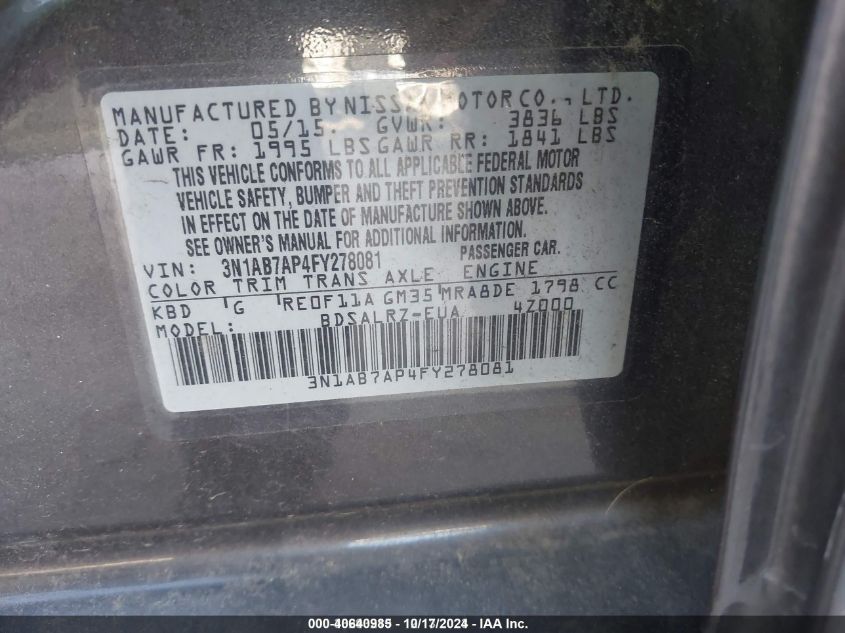 MANUFACTURED BY NISSAN MOTOR CO., LTD.
DATE: 05/15. GVWR: 3836 LBS
GAWR FR: 1995 LBS GAWR RR: 1841 LBS
THIS VEHICLE CONFORMS TO ALL APPLICABLE FEDERAL MOTOR
VEHICLE SAFETY, BUMPER AND THEFT PREVENTION STANDARDS
IN EFFECT ON THE DATE OF MANUFACTURE SHOWN ABOVE.
SEE OWNER'S MANUAL FOR ADDITIONAL INFORMATION.
PASSENGER CAR.
VIN: 3N1AB7AP4FY278081
COLOR TRIM TRANS AXLE ENGINE
KBD G RE0F11A GM35 MRA8DE 1798 CC
MODEL: BDSALRZ-EUA 4Z000
3N1AB7AP4FY278081
000-40640985 - 10/17/2024 - IAAI.com.